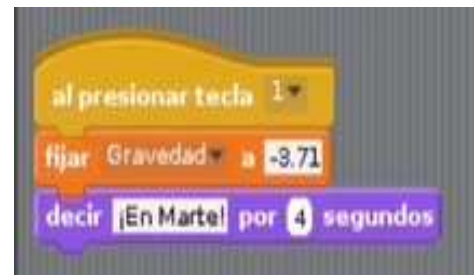 al presionar tecla 1
fijar Gravedad a -3.71
decir ¡En Marte! por 4 segundos